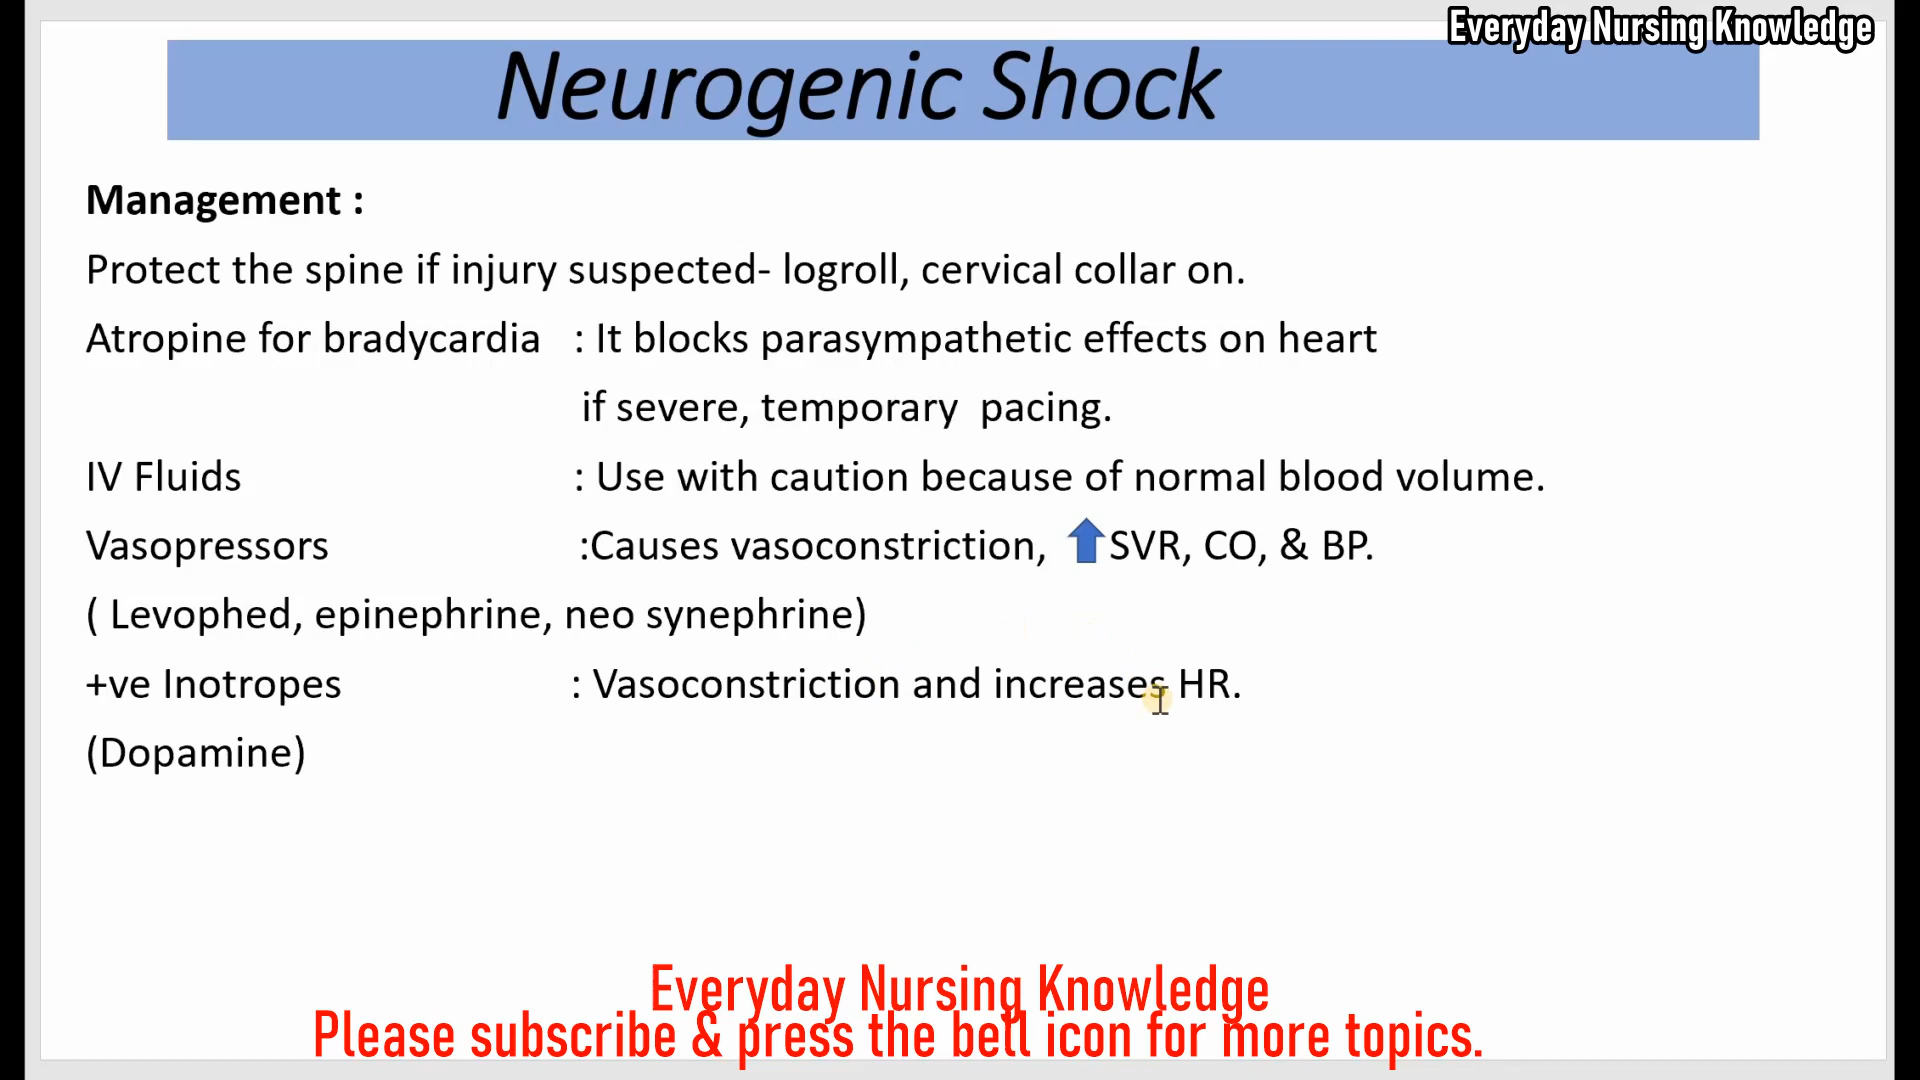 Everyday Nursing Knowledge
Neurogenic Shock
Management :
Protect the spine if injury suspected- logroll, cervical collar on.
Atropine for bradycardia : It blocks parasympathetic effects on heart
if severe, temporary pacing.
IV Fluids : Use with caution because of normal blood volume.
Vasopressors :Causes vasoconstriction, SVR, CO, & BP.
( Levophed, epinephrine, neo synephrine)
+ve Inotropes : Vasoconstriction and increases HR.
(Dopamine)
Everyday Nursing Knowledge
Please subscribe & press the bell icon for more topics.